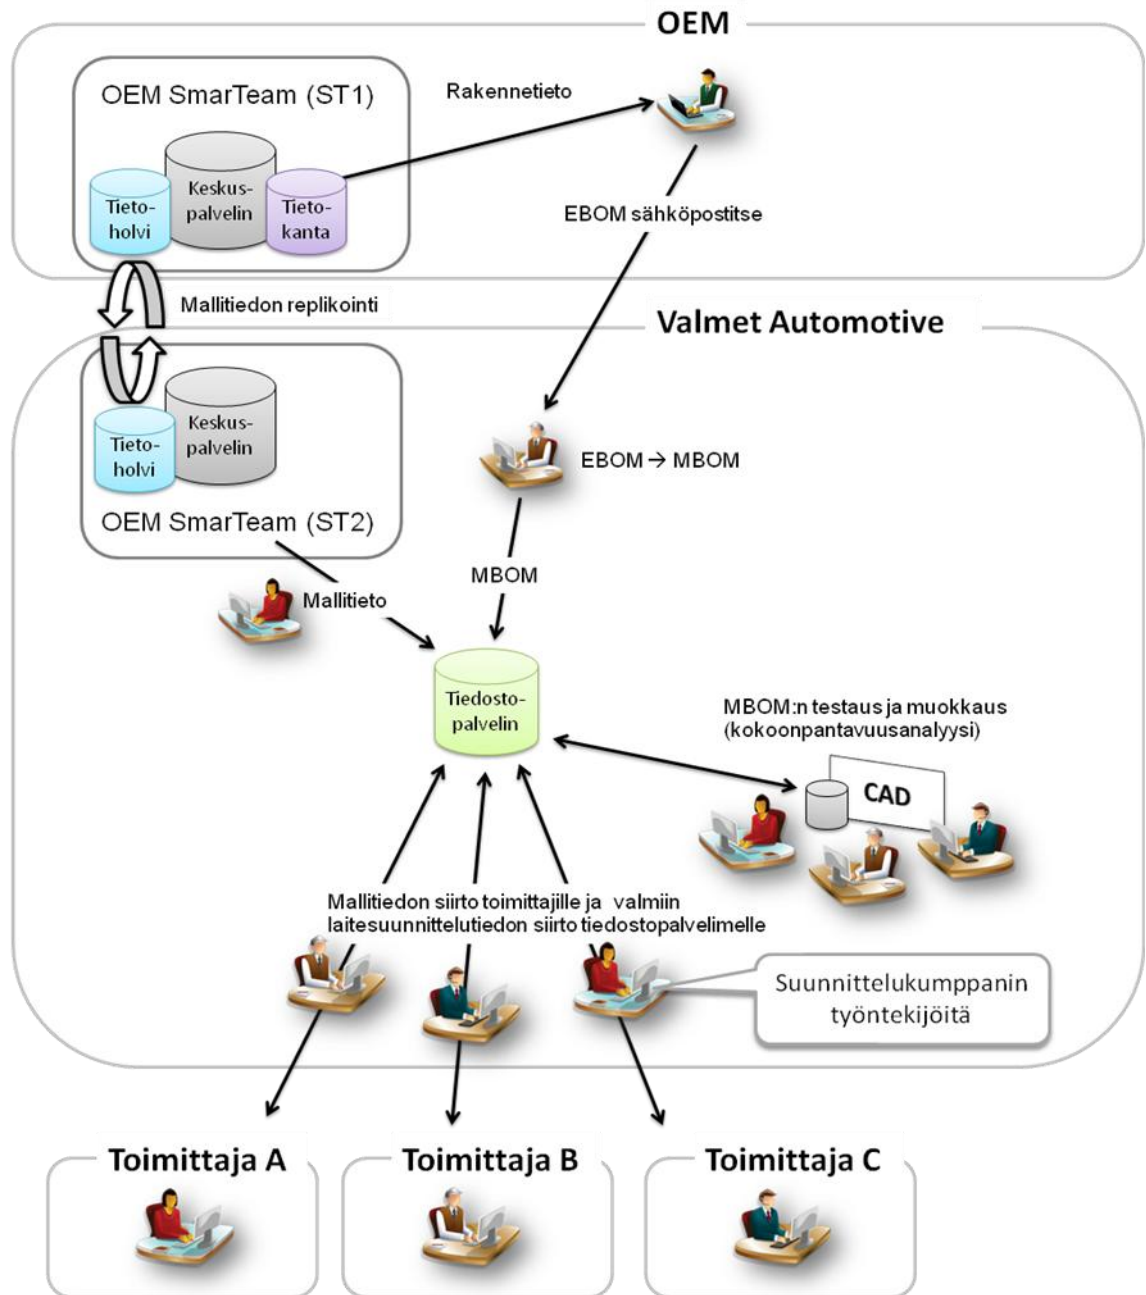 OEM
OEM SmarTeam (ST1)
Rakennetieto
Keskus-
palvelin
Tieto-
holvi
Tieto-
kanta
EBOM sähköpostitse
Mallitiedon replikointi
Valmet Automotive
Keskus-
palvelin
Tieto-
holvi
OEM SmarTeam (ST2)
EBOM → MBOM
MBOM
Mallitieto
Tiedosto-
palvelin
MBOM:n testaus ja muokkaus
(kokoonpantavuusanalyysi)
CAD
Mallitiedon siirto toimittajille ja valmiin
laitesuunnittelutiedon siirto tiedostopalvelimelle
Suunnittelukumppanin
työntekijöitä
Toimittaja A
Toimittaja B
Toimittaja C